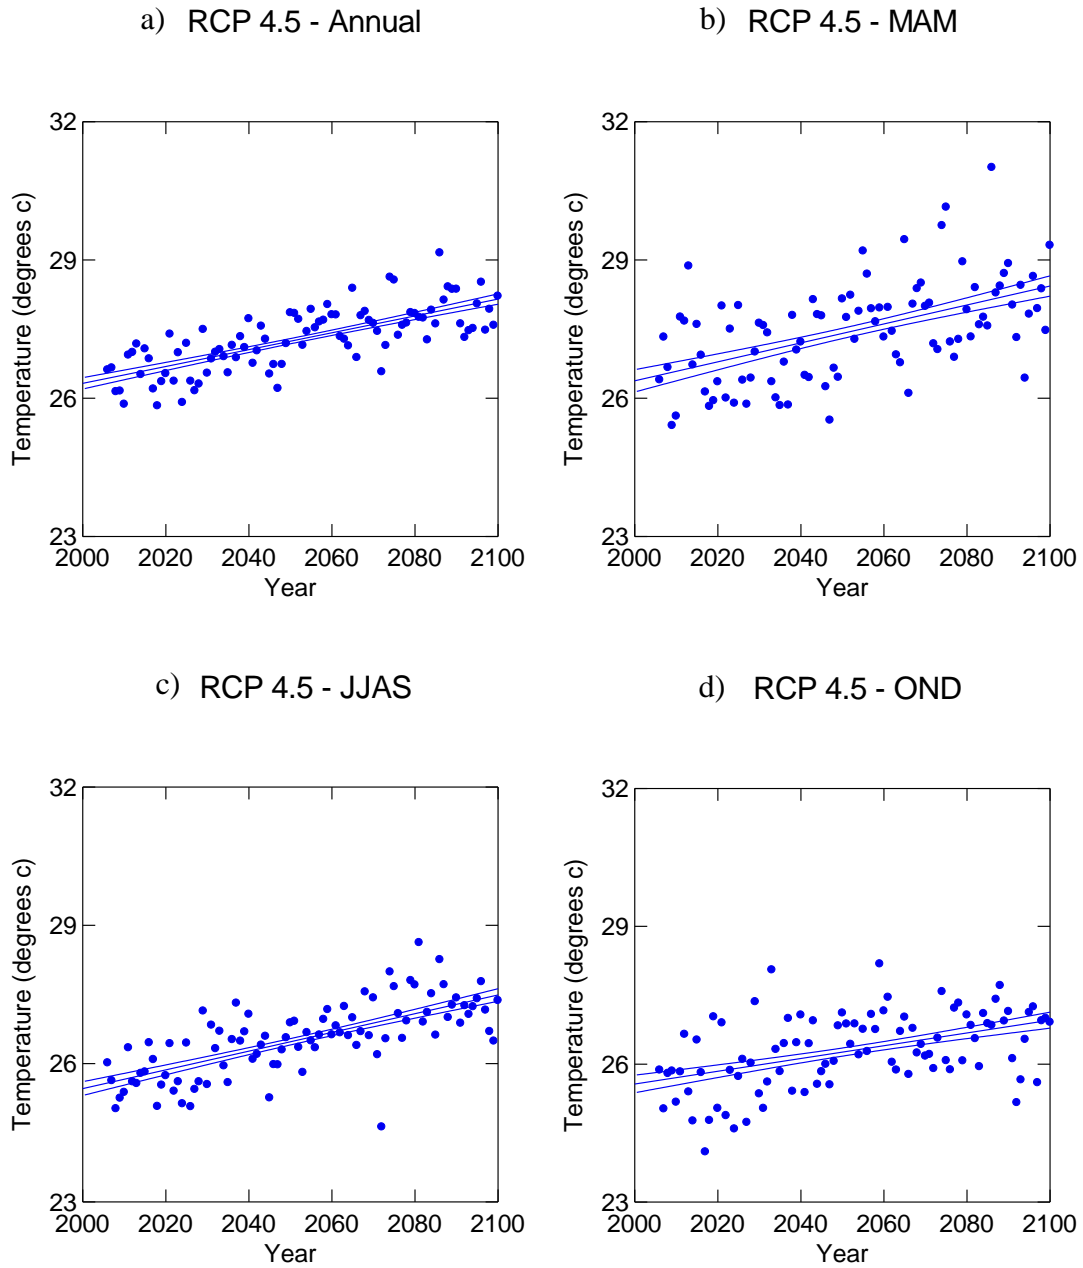 a) RCP 4.5 - Annual
32
29
26
23
Temperature (degrees c)
2000 2020 2040 2060 2080 2100
Year
b) RCP 4.5 - MAM
32
29
26
23
Temperature (degrees c)
2000 2020 2040 2060 2080 2100
Year
c) RCP 4.5 - JJAS
32
29
26
23
Temperature (degrees c)
2000 2020 2040 2060 2080 2100
Year
d) RCP 4.5 - OND
32
29
26
23
Temperature (degrees c)
2000 2020 2040 2060 2080 2100
Year